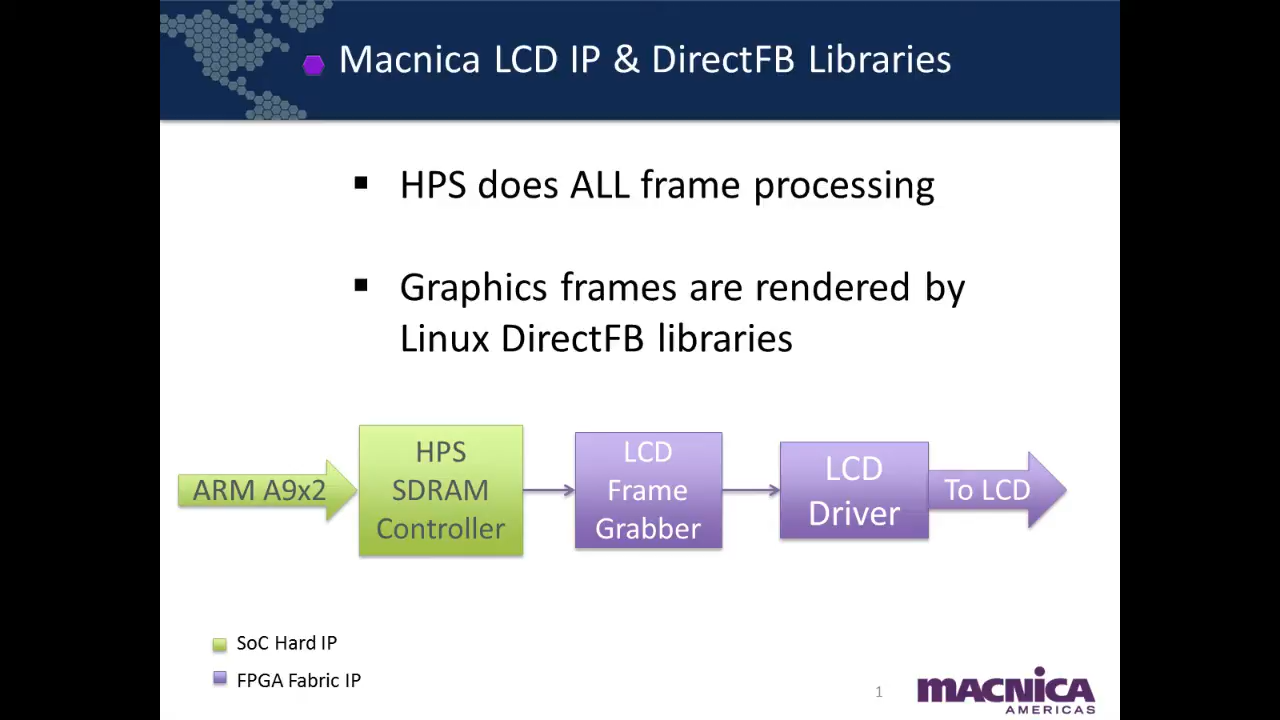 Macnica LCD IP & DirectFB Libraries
▪ HPS does ALL frame processing
▪ Graphics frames are rendered by
Linux DirectFB libraries
ARM A9x2
HPS
SDRAM
Controller
LCD
Frame
Grabber
LCD
Driver
To LCD
SoC Hard IP
FPGA Fabric IP
1
MACNICA
AMERICAS